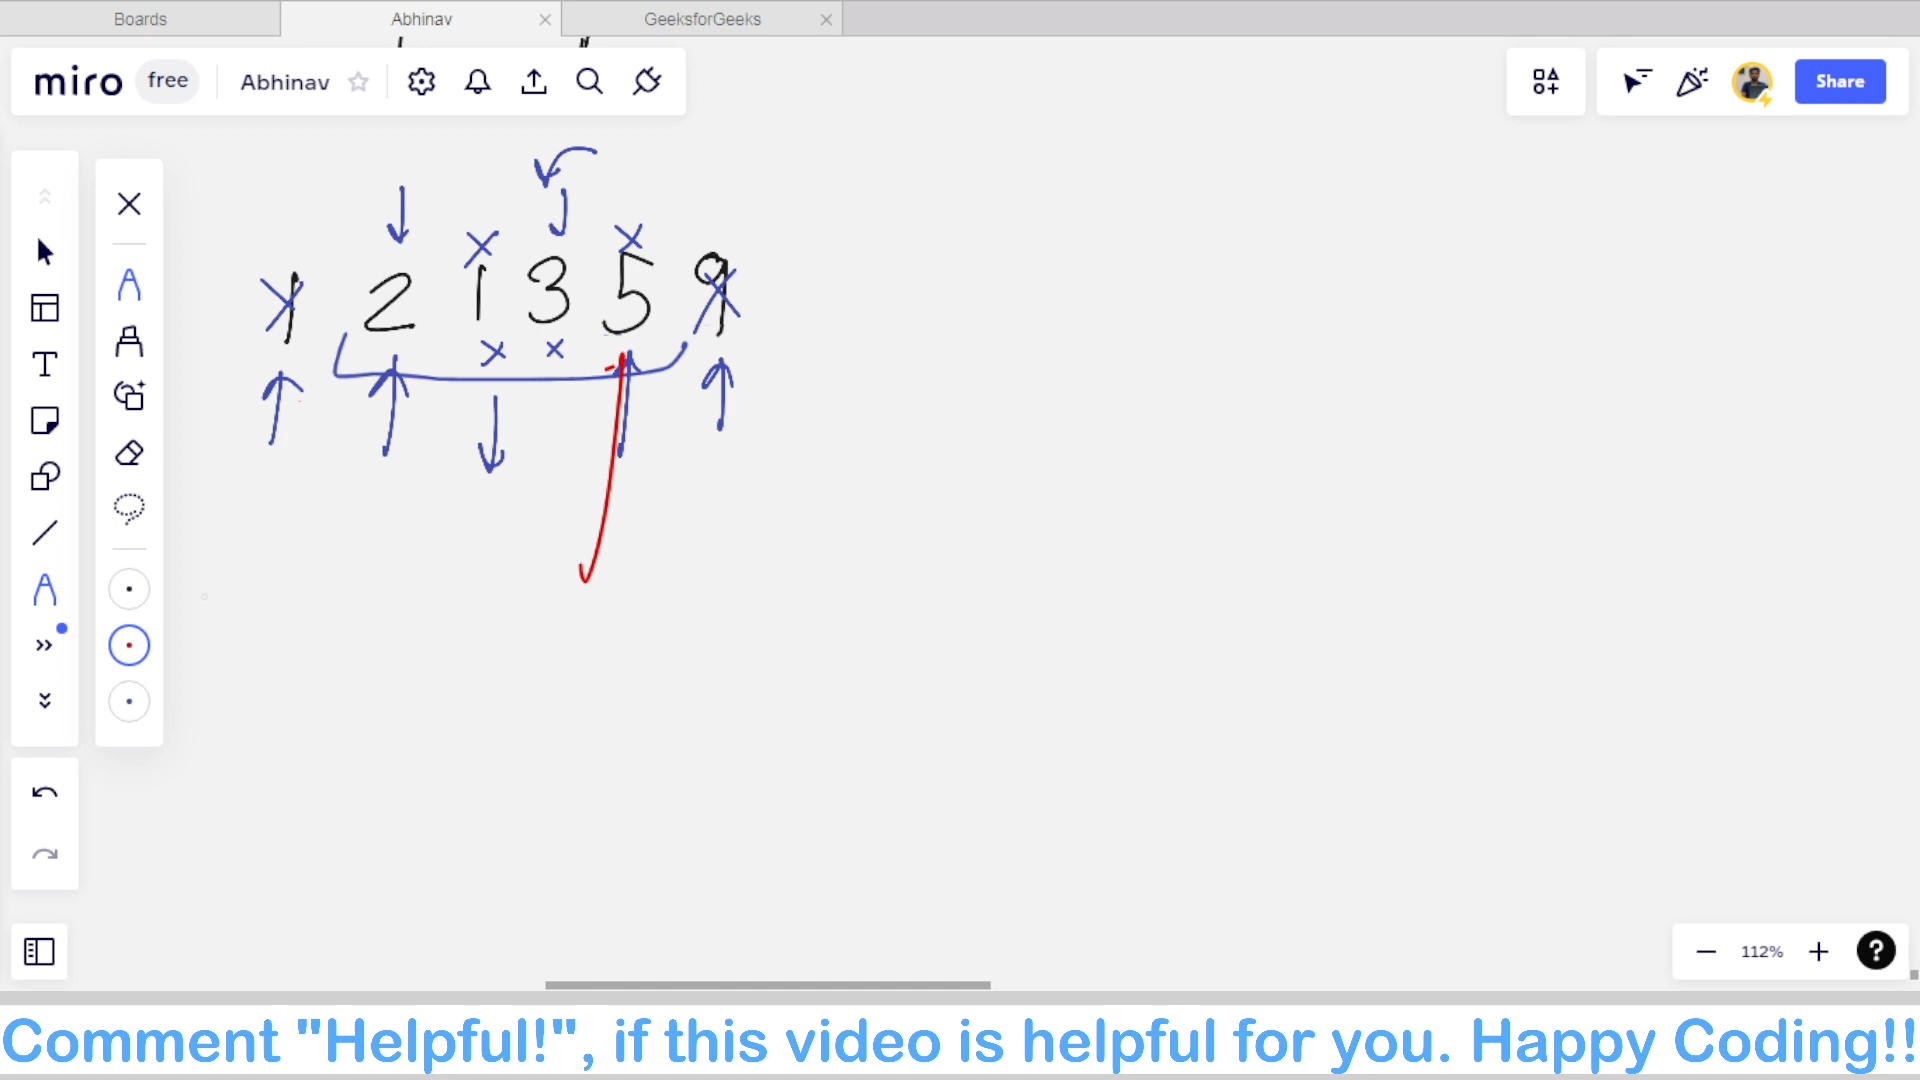 Boards
Abhinav
GeeksforGeeks
miro free Abhinav
Share
1 2 1 3 5 9
112%
Comment "Helpful!", if this video is helpful for you. Happy Coding!!